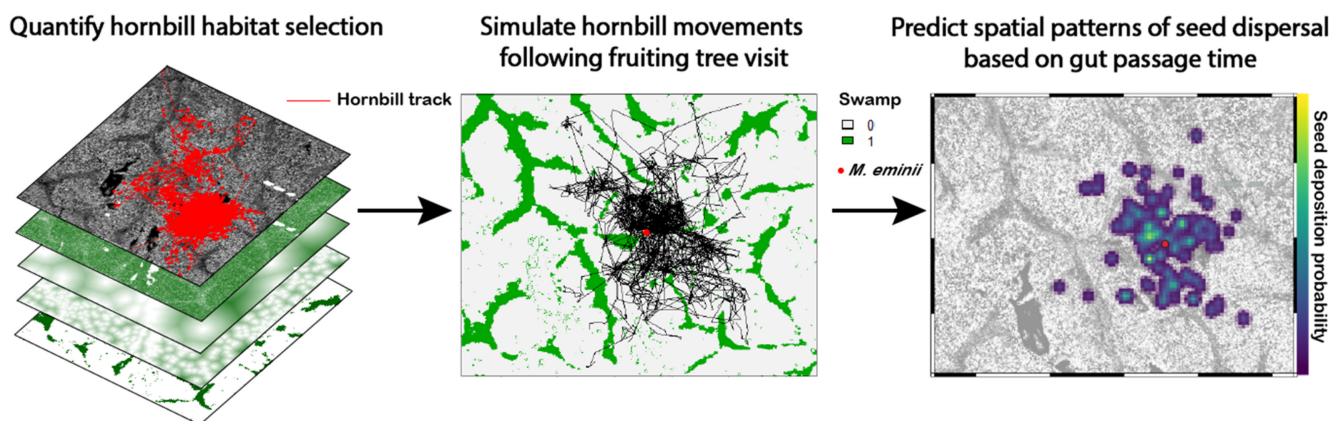 Quantify hornbill habitat selection
Hornbill track
Simulate hornbill movements
following fruiting tree visit
Swamp
0
1
M. eminii
Predict spatial patterns of seed dispersal
based on gut passage time
Seed deposition probability